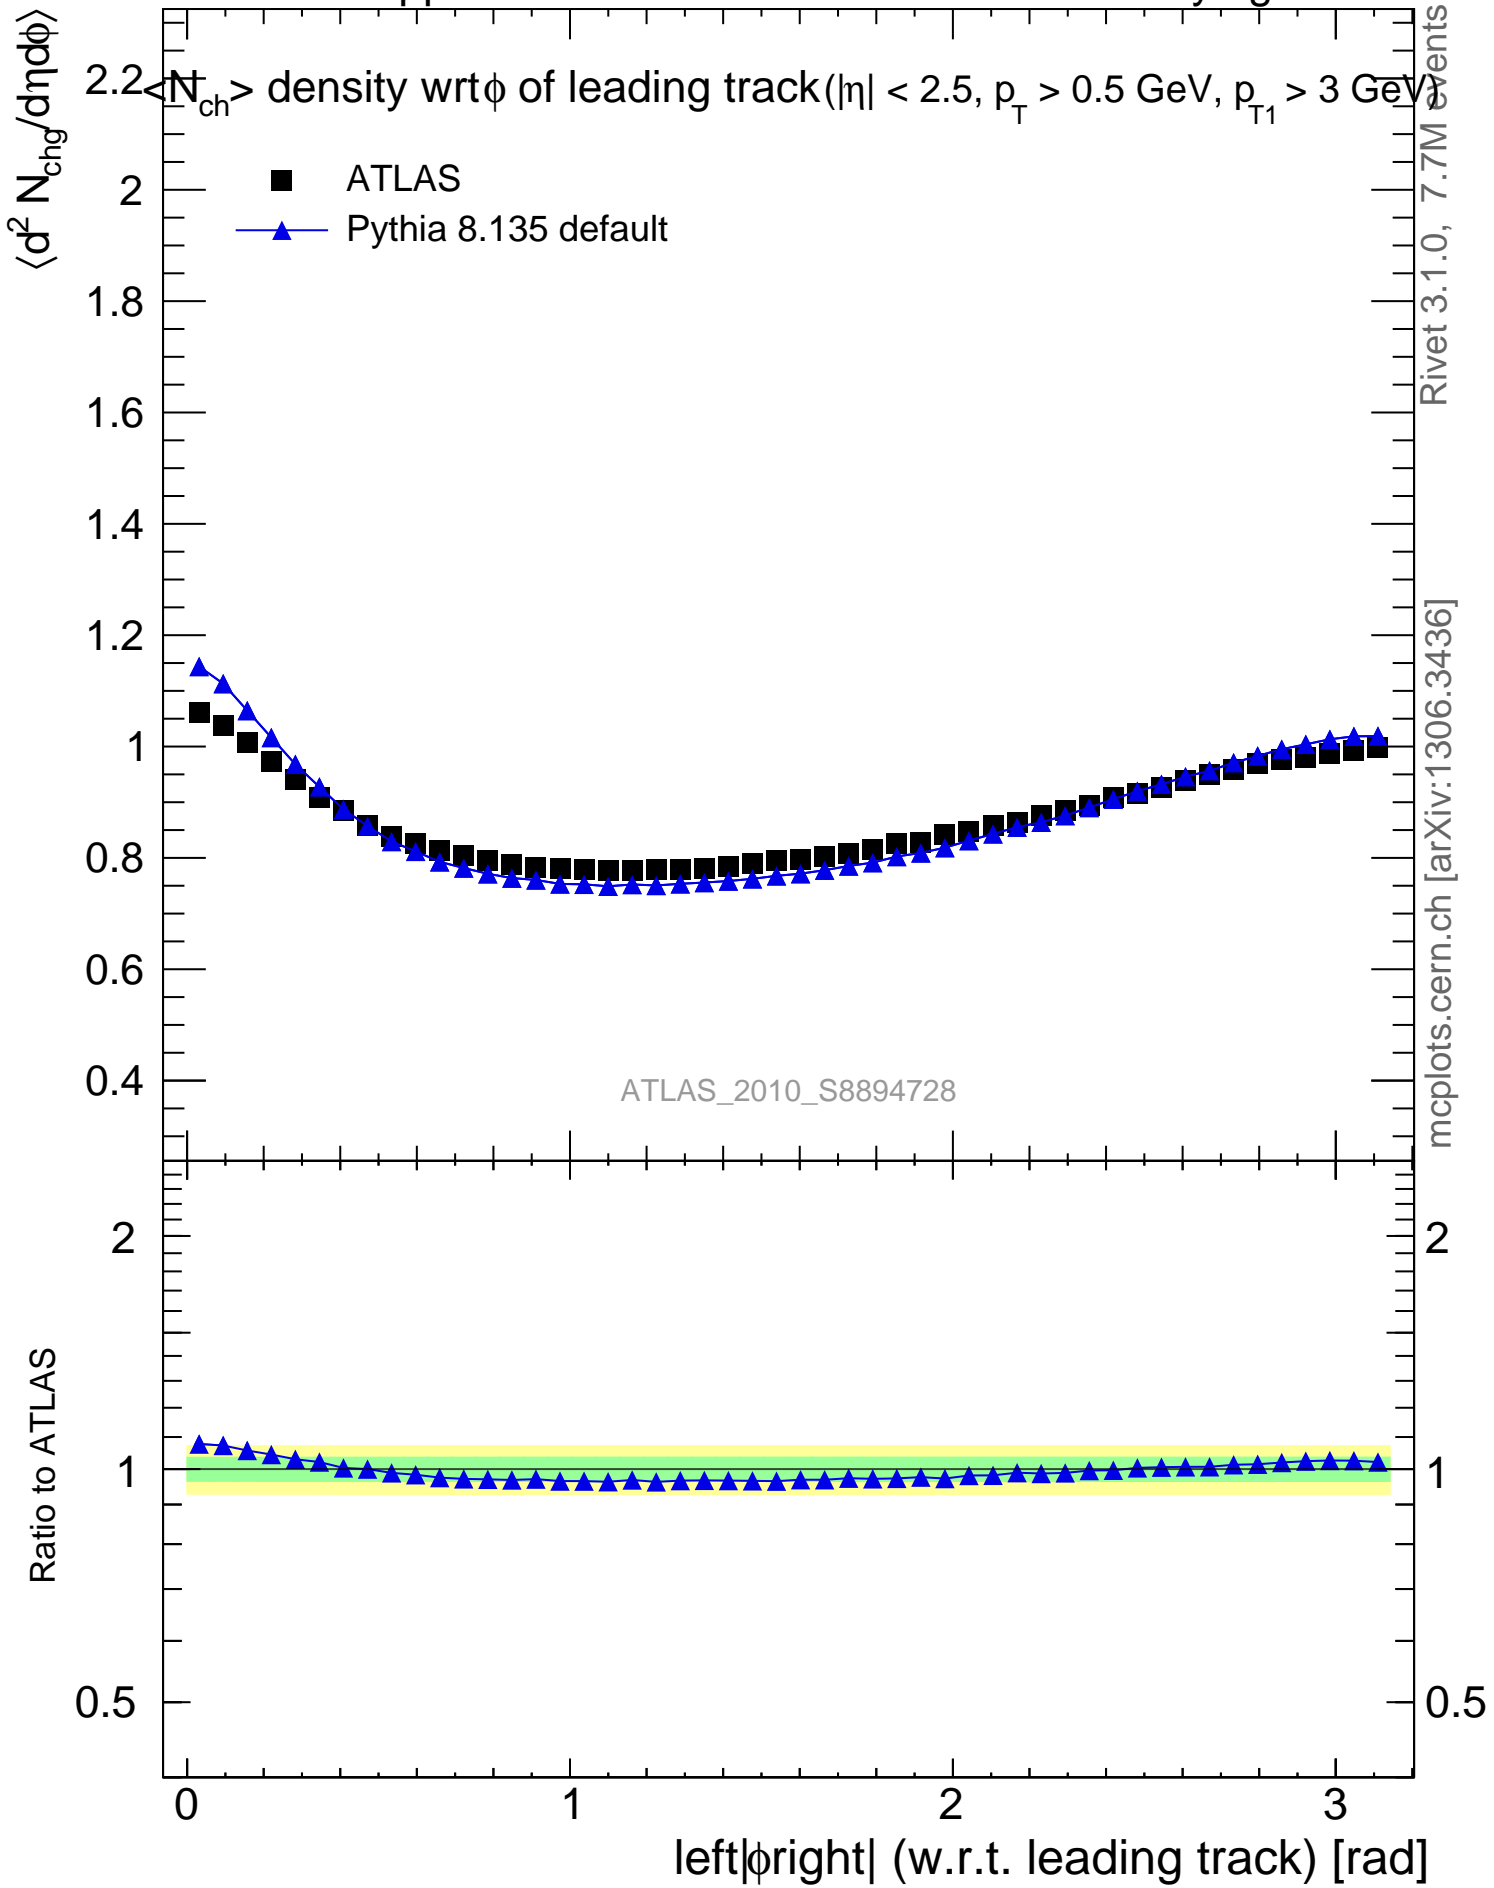 <N_ch> density wrt ϕ of leading track (|η| < 2.5, p_T > 0.5 GeV, p_T1 > 3 GeV)
⟨d² N_chg/dηdϕ⟩
ATLAS
Pythia 8.135 default
2.2
2
1.8
1.6
1.4
1.2
1
0.8
0.6
0.4
ATLAS_2010_S8894728
Rivet 3.1.0, 7.7M events
mcplots.cern.ch [arXiv:1306.3436]
Ratio to ATLAS
2
1
0.5
2
1
0.5
0 1 2 3
left|ϕright| (w.r.t. leading track) [rad]